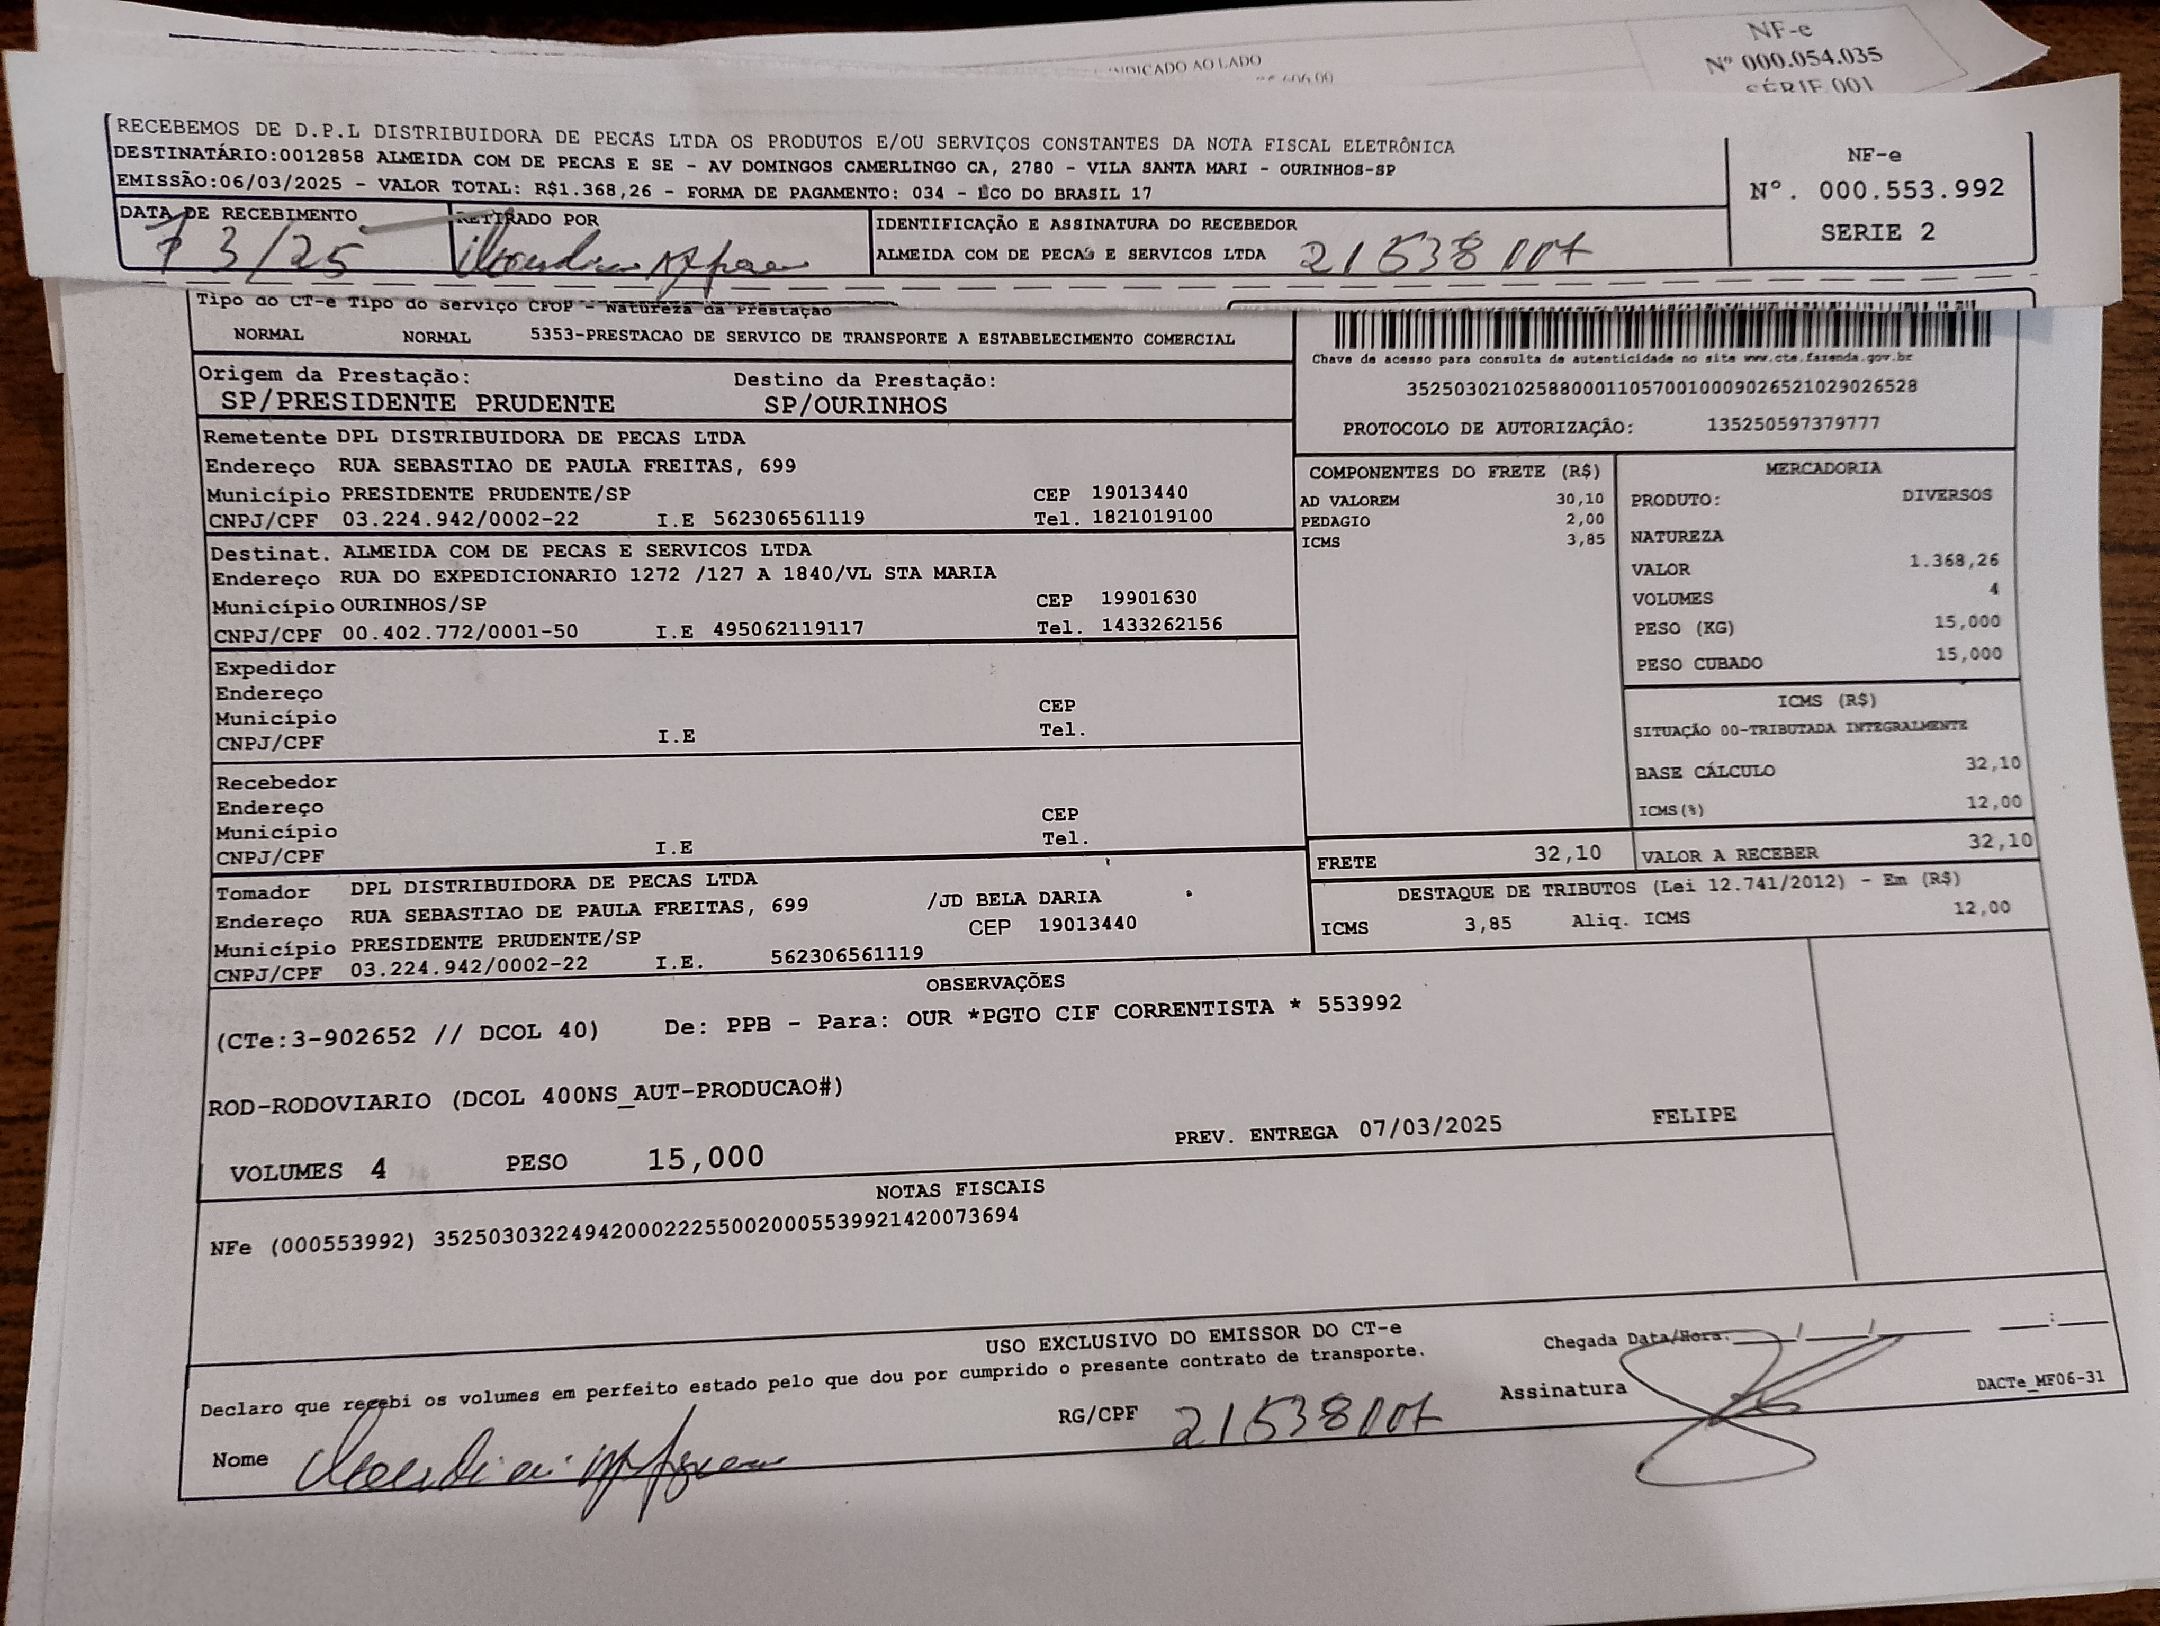 NF-e
Nº 000.054.035
SÉRIE 001
INDICADO AO LADO
RECEBEMOS DE D.P.L DISTRIBUIDORA DE PECAS LTDA OS PRODUTOS E/OU SERVIÇOS CONSTANTES DA NOTA FISCAL ELETRÔNICA
DESTINATÁRIO:0012858 ALMEIDA COM DE PECAS E SE - AV DOMINGOS CAMERLINGO CA, 2780 - VILA SANTA MARI - OURINHOS-SP
EMISSÃO:06/03/2025 - VALOR TOTAL: R$1.368,26 - FORMA DE PAGAMENTO: 034 - BCO DO BRASIL 17
NF-e
Nº. 000.553.992
SERIE 2
DATA DE RECEBIMENTO
7 3/25
RETIRADO POR
IDENTIFICAÇÃO E ASSINATURA DO RECEBEDOR
ALMEIDA COM DE PECAS E SERVICOS LTDA 21538007
Tipo do CT-e Tipo do Serviço CFOP - Natureza da Prestação
NORMAL NORMAL 5353-PRESTACAO DE SERVICO DE TRANSPORTE A ESTABELECIMENTO COMERCIAL
Chave de acesso para consulta de autenticidade no site www.cte.fazenda.gov.br
35250302102588000110570010009026521029026528
PROTOCOLO DE AUTORIZAÇÃO: 135250597379777
Origem da Prestação: Destino da Prestação:
SP/PRESIDENTE PRUDENTE SP/OURINHOS
Remetente DPL DISTRIBUIDORA DE PECAS LTDA
Endereço RUA SEBASTIAO DE PAULA FREITAS, 699
Município PRESIDENTE PRUDENTE/SP CEP 19013440
CNPJ/CPF 03.224.942/0002-22 I.E 562306561119 Tel. 1821019100
Destinat. ALMEIDA COM DE PECAS E SERVICOS LTDA
Endereço RUA DO EXPEDICIONARIO 1272 /127 A 1840/VL STA MARIA
Município OURINHOS/SP CEP 19901630
CNPJ/CPF 00.402.772/0001-50 I.E 495062119117 Tel. 1433262156
Expedidor
Endereço
Município CEP
CNPJ/CPF I.E Tel.
Recebedor
Endereço
Município CEP
CNPJ/CPF I.E Tel.
Tomador DPL DISTRIBUIDORA DE PECAS LTDA
Endereço RUA SEBASTIAO DE PAULA FREITAS, 699 /JD BELA DARIA
Município PRESIDENTE PRUDENTE/SP CEP 19013440
CNPJ/CPF 03.224.942/0002-22 I.E. 562306561119
COMPONENTES DO FRETE (R$)
AD VALOREM 30,10
PEDAGIO 2,00
ICMS 3,85
MERCADORIA
PRODUTO: DIVERSOS
NATUREZA
VALOR 1.368,26
VOLUMES 4
PESO (KG) 15,000
PESO CUBADO 15,000
ICMS (R$)
SITUAÇÃO 00-TRIBUTADA INTEGRALMENTE
BASE CÁLCULO 32,10
ICMS(%) 12,00
FRETE 32,10 VALOR A RECEBER 32,10
DESTAQUE DE TRIBUTOS (Lei 12.741/2012) - Em (R$)
ICMS 3,85 Aliq. ICMS 12,00
OBSERVAÇÕES
(CTe:3-902652 // DCOL 40) De: PPB - Para: OUR *PGTO CIF CORRENTISTA * 553992
ROD-RODOVIARIO (DCOL 400NS_AUT-PRODUCAO#)
VOLUMES 4 PESO 15,000 PREV. ENTREGA 07/03/2025 FELIPE
NOTAS FISCAIS
NFe (000553992) 35250303224942000222550020005539921420073694
USO EXCLUSIVO DO EMISSOR DO CT-e
Declaro que recebi os volumes em perfeito estado pelo que dou por cumprido o presente contrato de transporte.
Chegada Data/Hora: __/__/__ __:__
Nome
RG/CPF 21538007
Assinatura
DACTe_MF06-31